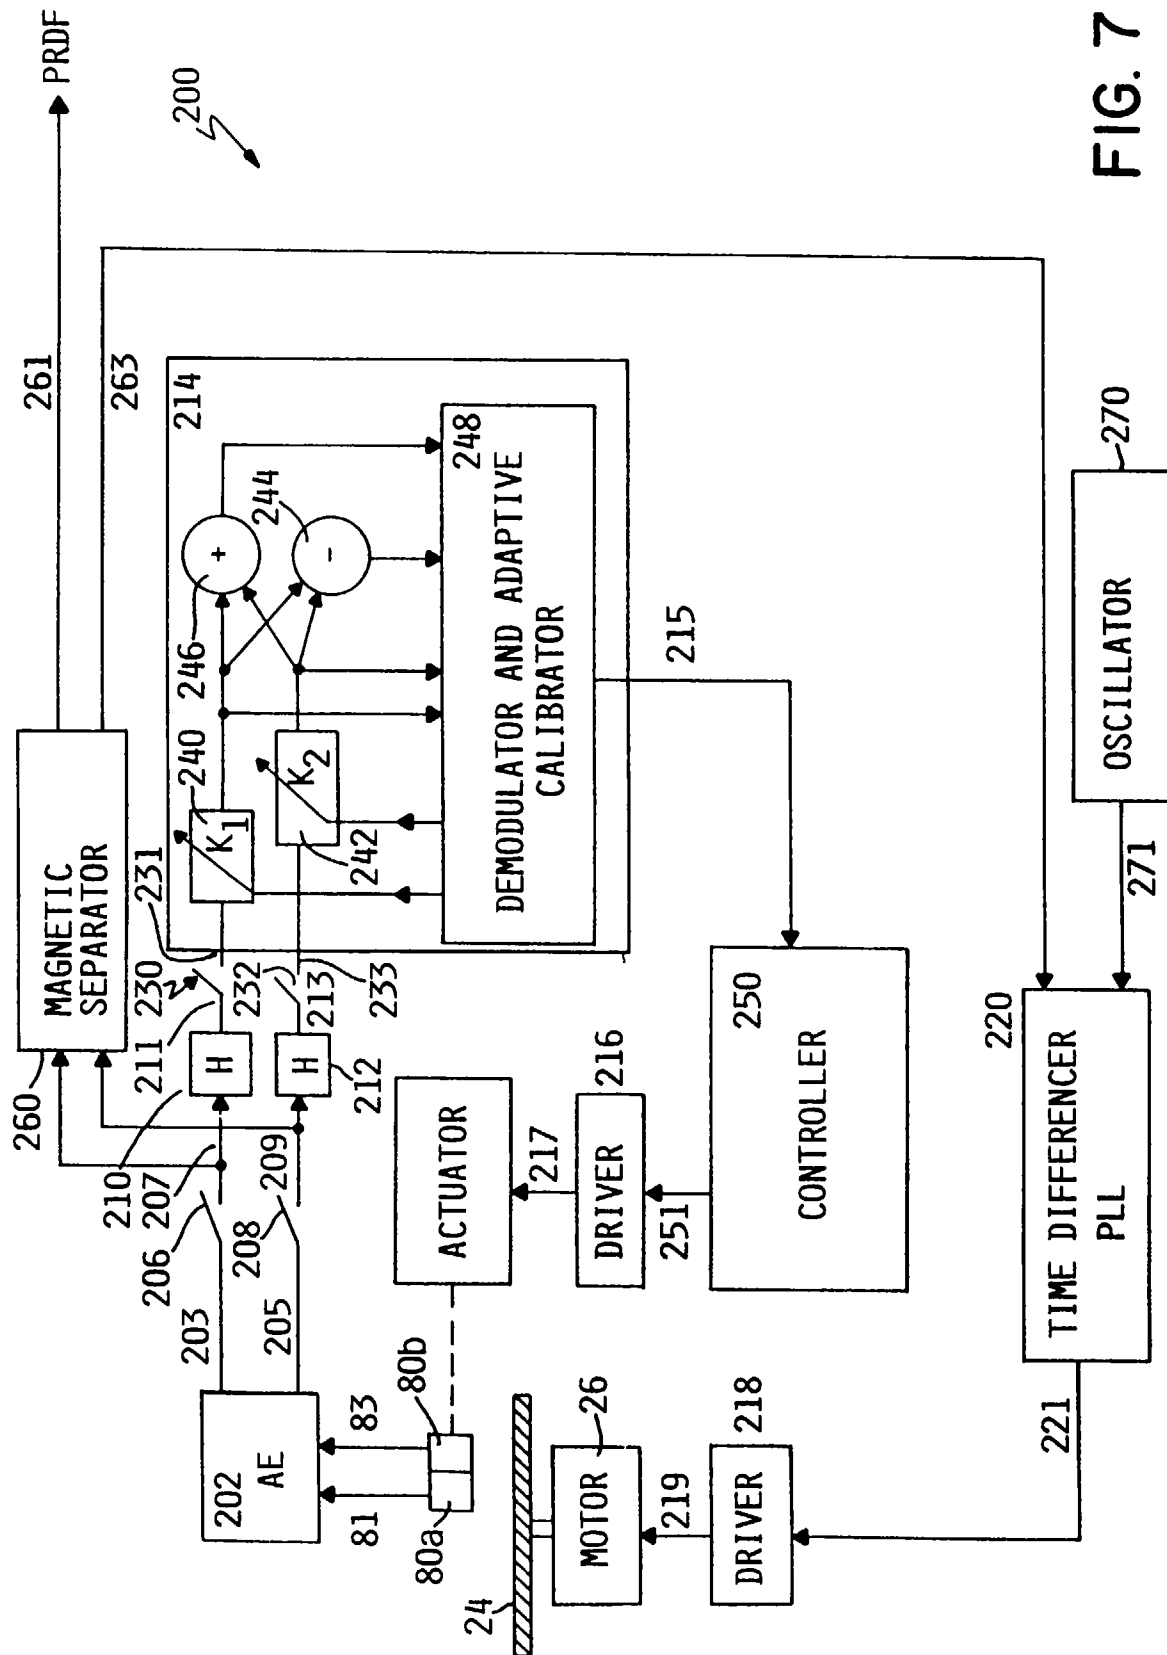 261
PRDF
200
263
MAGNETIC
SEPARATOR
260
231
230
211
210
207
206
203
H
232
213
233
H
212
209
208
205
202
AE
81
83
80a
80b
214
240
K1
246
+
242
K2
244
-
248
DEMODULATOR AND ADAPTIVE
CALIBRATOR
215
ACTUATOR
217
216
DRIVER
251
250
CONTROLLER
24
26
MOTOR
219
218
DRIVER
221
220
TIME DIFFERENCER
PLL
271
270
OSCILLATOR
FIG. 7